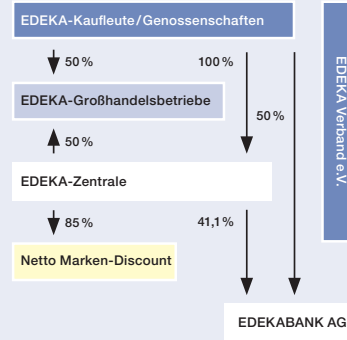 EDEKA-Kaufleute/Genossenschaften
50 %
100 %
EDEKA-Großhandelsbetriebe
50 %
50 %
EDEKA-Zentrale
85 %
41,1 %
Netto Marken-Discount
EDEKABANK AG
EDEKA Verband e.V.